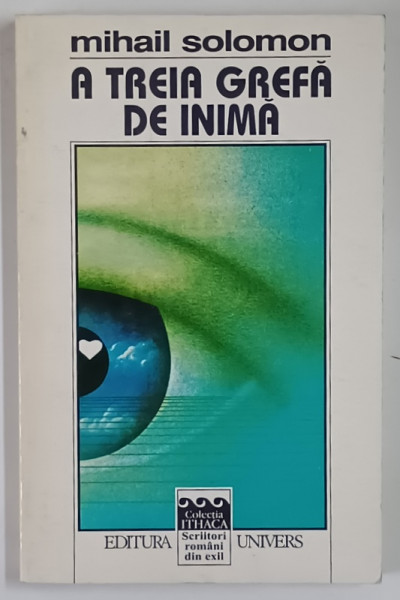 mihail solomon
A TREIA GREFĂ
DE INIMĂ
Colecția
ITHACA
EDITURA Scriitori UNIVERS
români
din exil